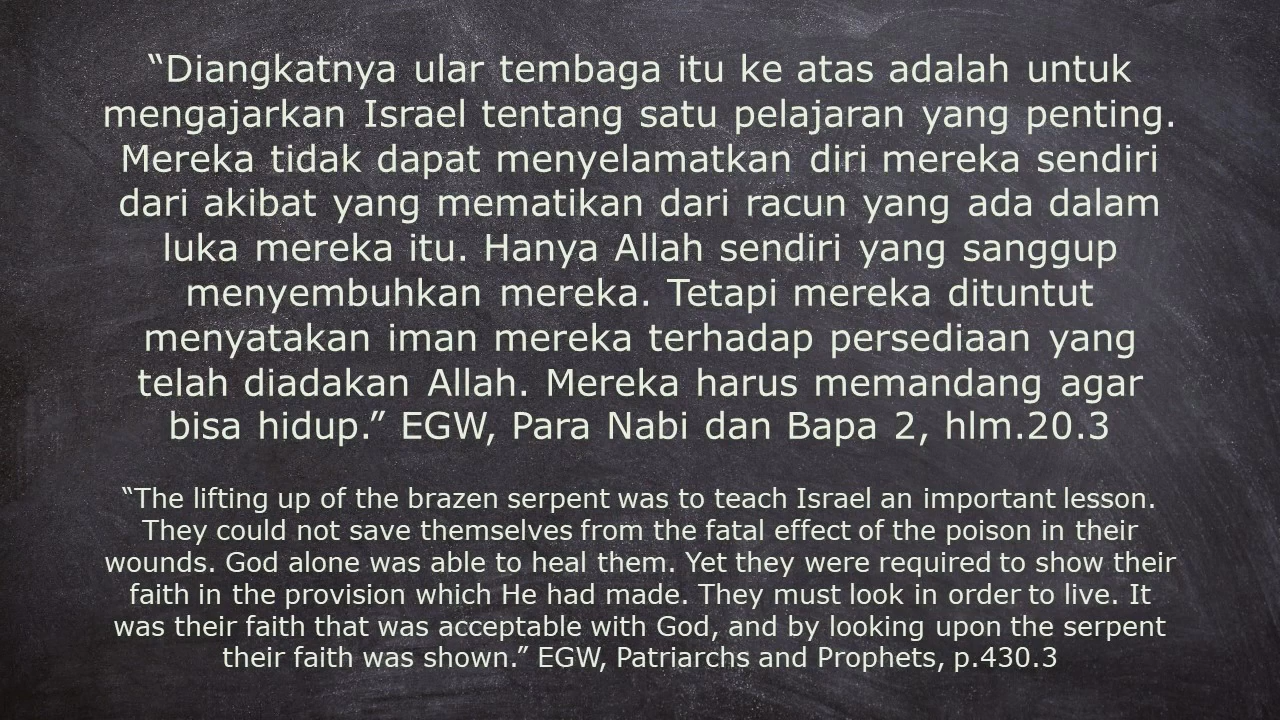 “Diangkatnya ular tembaga itu ke atas adalah untuk
mengajarkan Israel tentang satu pelajaran yang penting.
Mereka tidak dapat menyelamatkan diri mereka sendiri
dari akibat yang mematikan dari racun yang ada dalam
luka mereka itu. Hanya Allah sendiri yang sanggup
menyembuhkan mereka. Tetapi mereka dituntut
menyatakan iman mereka terhadap persediaan yang
telah diadakan Allah. Mereka harus memandang agar
bisa hidup.” EGW, Para Nabi dan Bapa 2, hlm.20.3
“The lifting up of the brazen serpent was to teach Israel an important lesson.
They could not save themselves from the fatal effect of the poison in their
wounds. God alone was able to heal them. Yet they were required to show their
faith in the provision which He had made. They must look in order to live. It
was their faith that was acceptable with God, and by looking upon the serpent
their faith was shown.” EGW, Patriarchs and Prophets, p.430.3